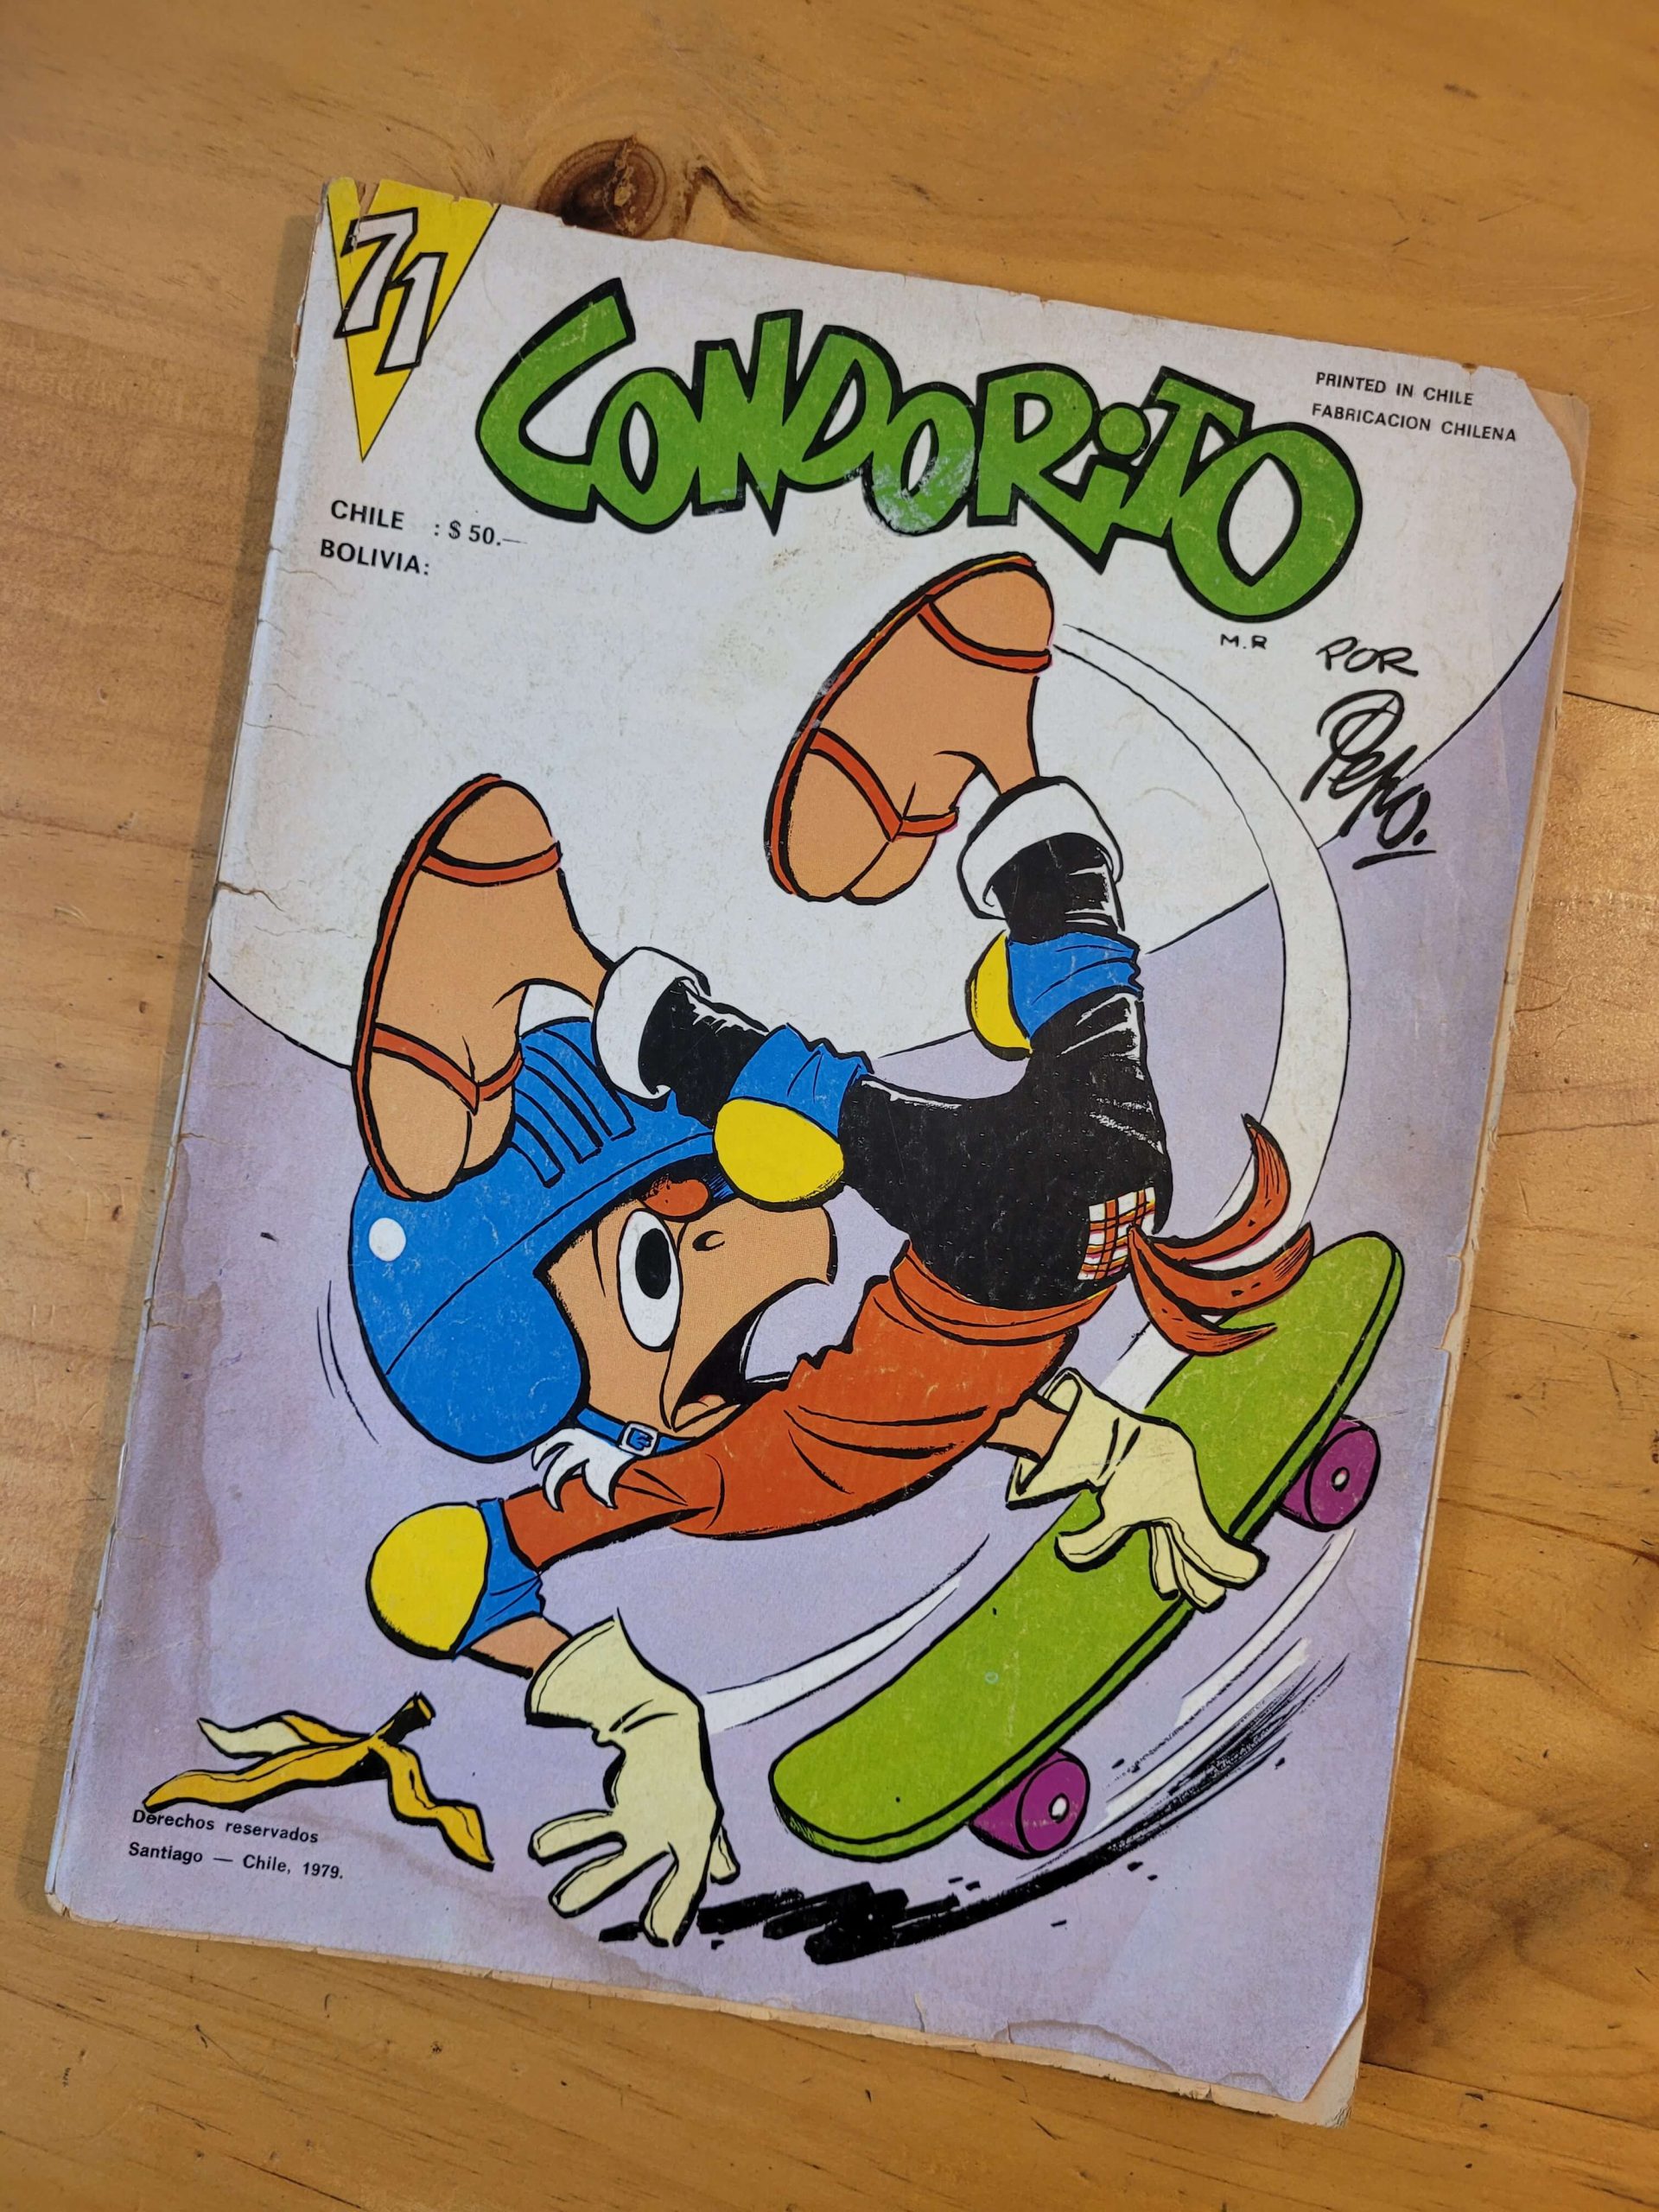 71
CONDORiTO
PRINTED IN CHILE
FABRICACION CHILENA
CHILE : $ 50.—
BOLIVIA:
M.R
POR
Pepo.
Derechos reservados
Santiago — Chile, 1979.